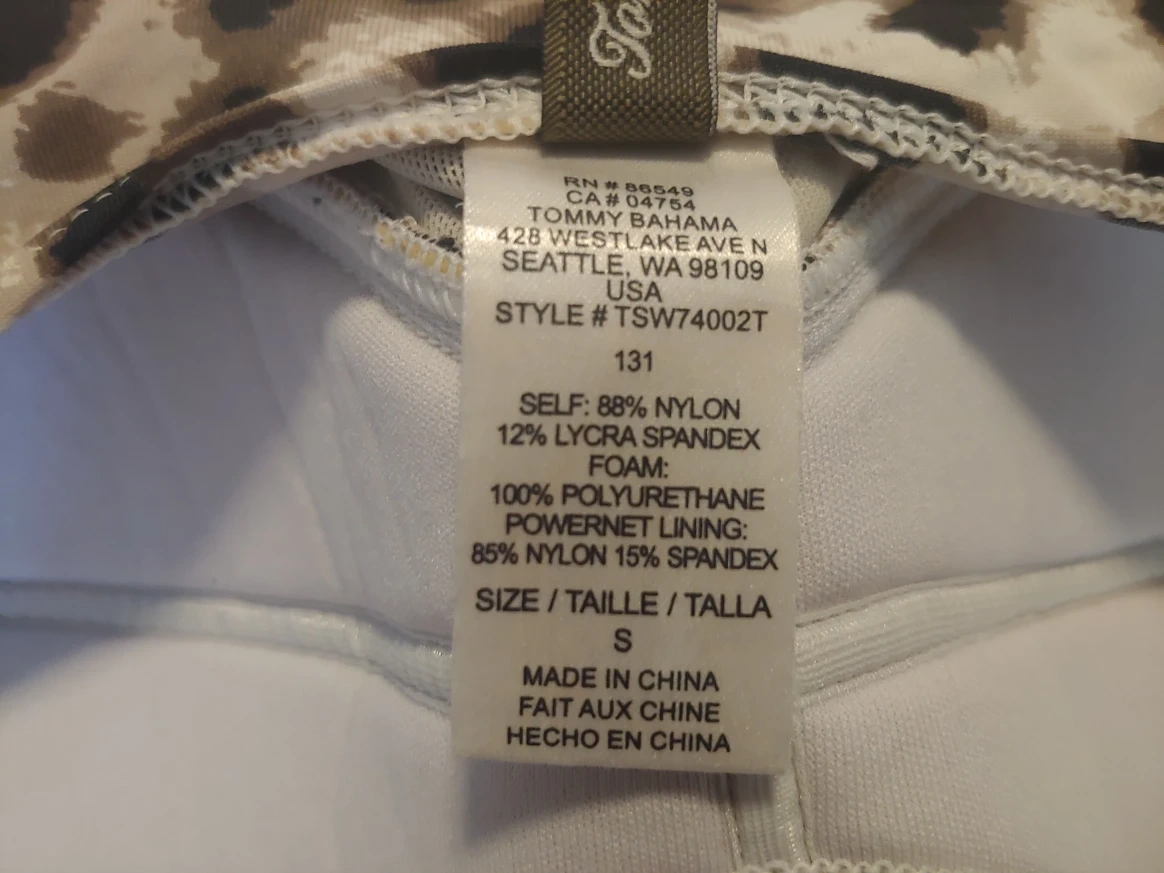 RN # 86549
CA # 04754
TOMMY BAHAMA
428 WESTLAKE AVE N
SEATTLE, WA 98109
USA
STYLE # TSW74002T
131
SELF: 88% NYLON
12% LYCRA SPANDEX
FOAM:
100% POLYURETHANE
POWERNET LINING:
85% NYLON 15% SPANDEX
SIZE / TAILLE / TALLA
S
MADE IN CHINA
FAIT AUX CHINE
HECHO EN CHINA